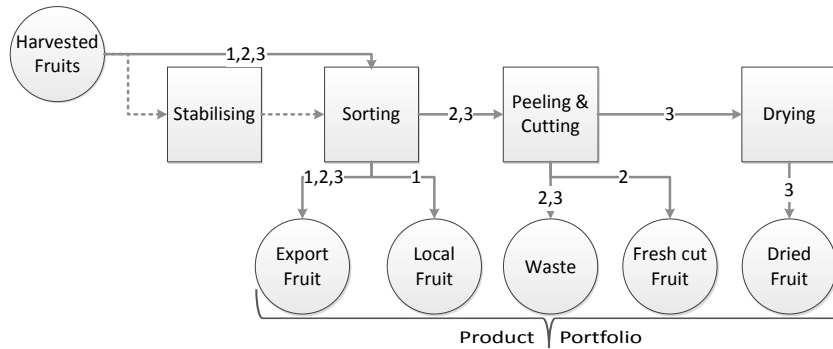 Harvested
Fruits
1,2,3
Stabilising
Sorting
2,3
Peeling &
Cutting
3
Drying
1,2,3
1
2,3
2
3
Export
Fruit
Local
Fruit
Waste
Fresh cut
Fruit
Dried
Fruit
Product Portfolio